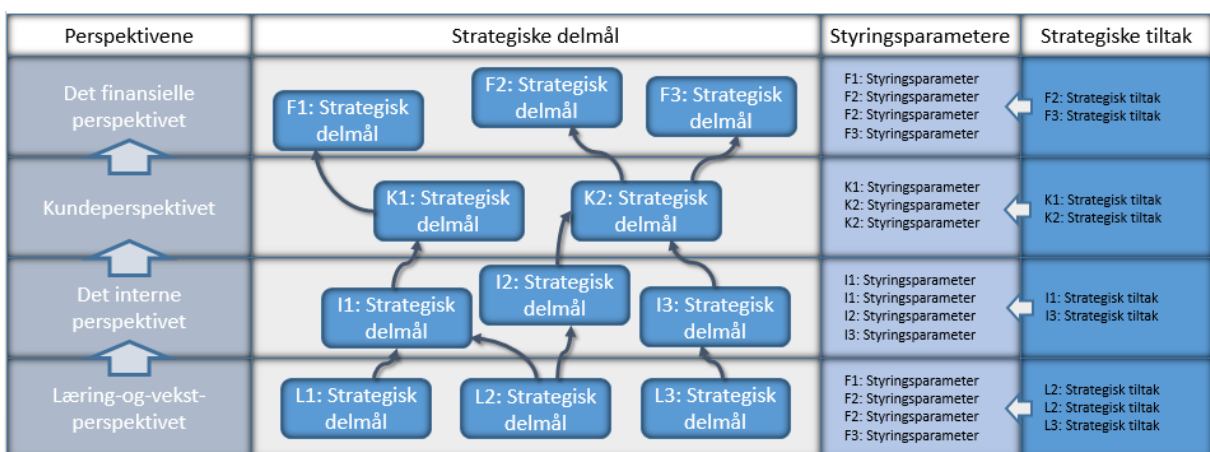 Perspektivene
Strategiske delmål
Styringsparametere
Strategiske tiltak
Det finansielle
perspektivet
F1: Strategisk
delmål
F2: Strategisk
delmål
F3: Strategisk
delmål
F1: Styringsparameter
F2: Styringsparameter
F2: Styringsparameter
F3: Styringsparameter
F2: Strategisk tiltak
F3: Strategisk tiltak
Kundeperspektivet
K1: Strategisk
delmål
K2: Strategisk
delmål
K1: Styringsparameter
K2: Styringsparameter
K2: Styringsparameter
K1: Strategisk tiltak
K2: Strategisk tiltak
Det interne
perspektivet
I1: Strategisk
delmål
I2: Strategisk
delmål
I3: Strategisk
delmål
I1: Styringsparameter
I1: Styringsparameter
I2: Styringsparameter
I3: Styringsparameter
I1: Strategisk tiltak
I3: Strategisk tiltak
Læring-og-vekst-
perspektivet
L1: Strategisk
delmål
L2: Strategisk
delmål
L3: Strategisk
delmål
F1: Styringsparameter
F2: Styringsparameter
F2: Styringsparameter
F3: Styringsparameter
L2: Strategisk tiltak
L2: Strategisk tiltak
L3: Strategisk tiltak